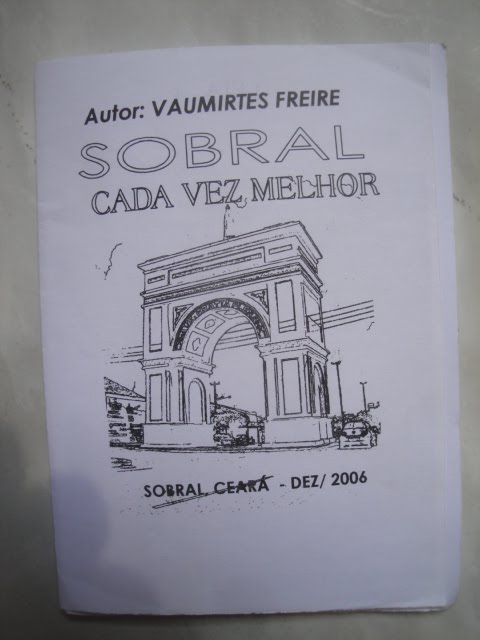 Autor: VAUMIRTES FREIRE
SOBRAL
CADA VEZ MELHOR
SOBRAL, CEARÁ - DEZ/ 2006